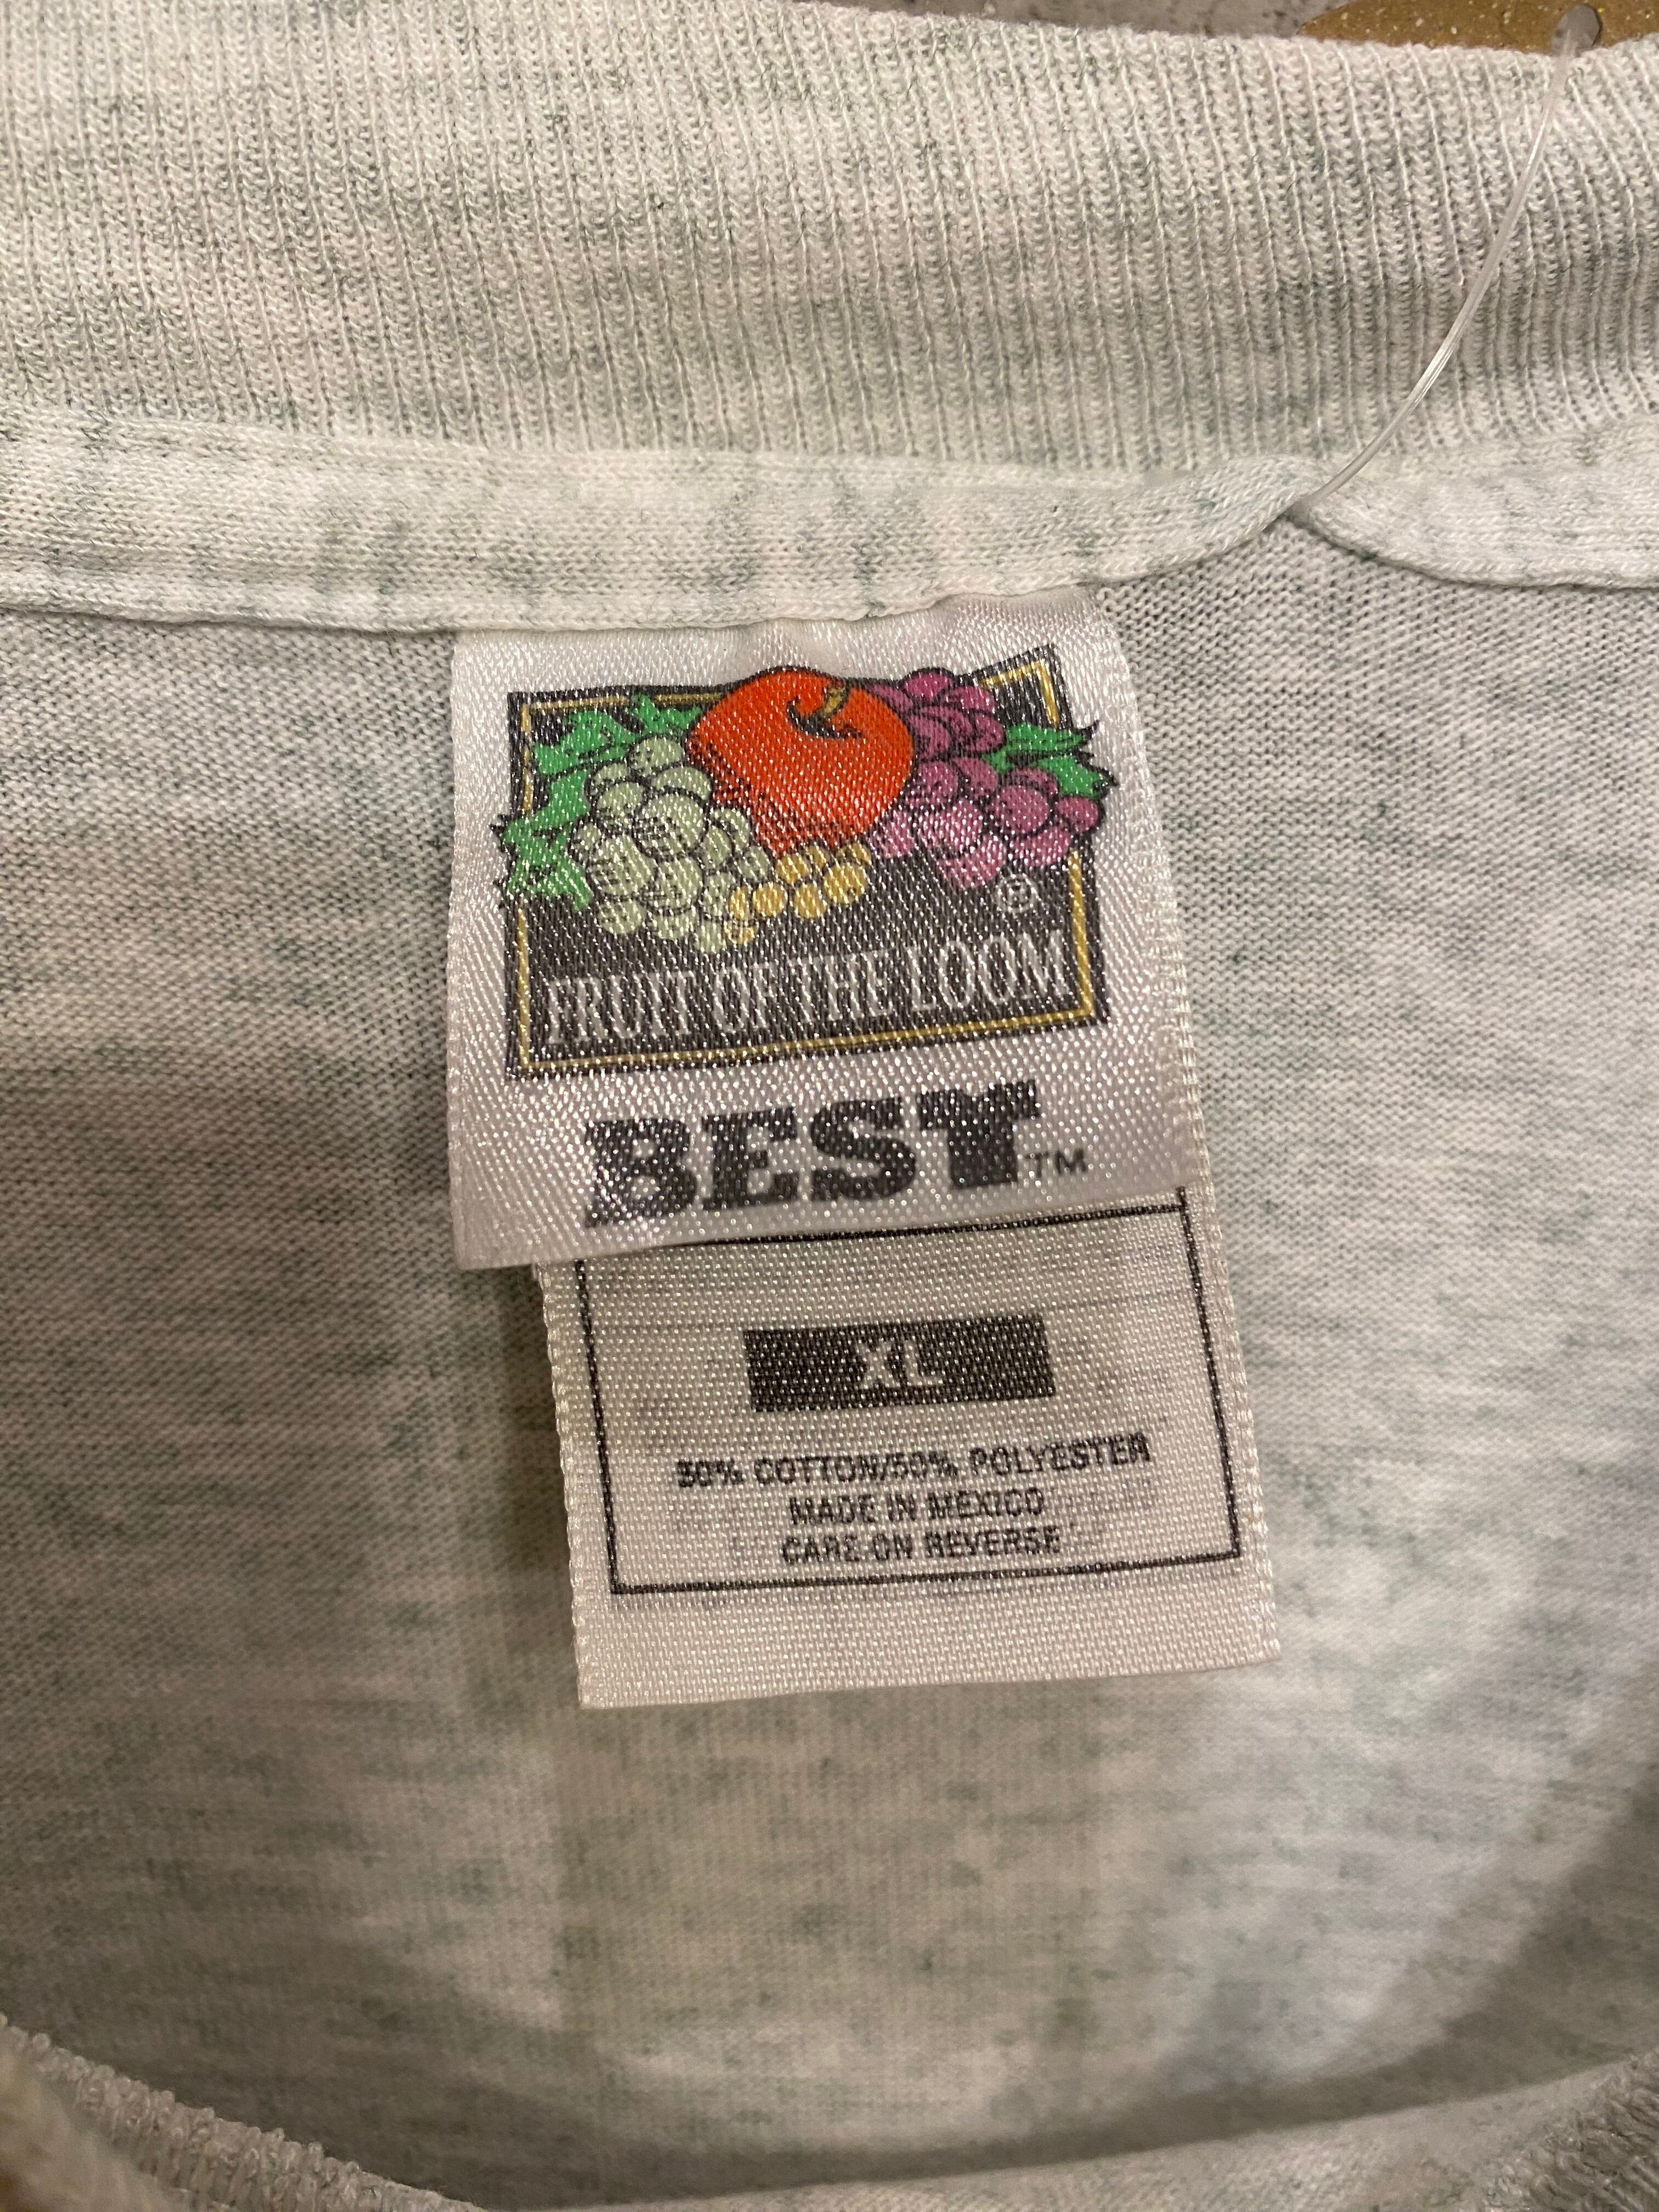 ®
FRUIT OF THE LOOM
BEST™
XL
50% COTTON/50% POLYESTER
MADE IN MEXICO
CARE ON REVERSE